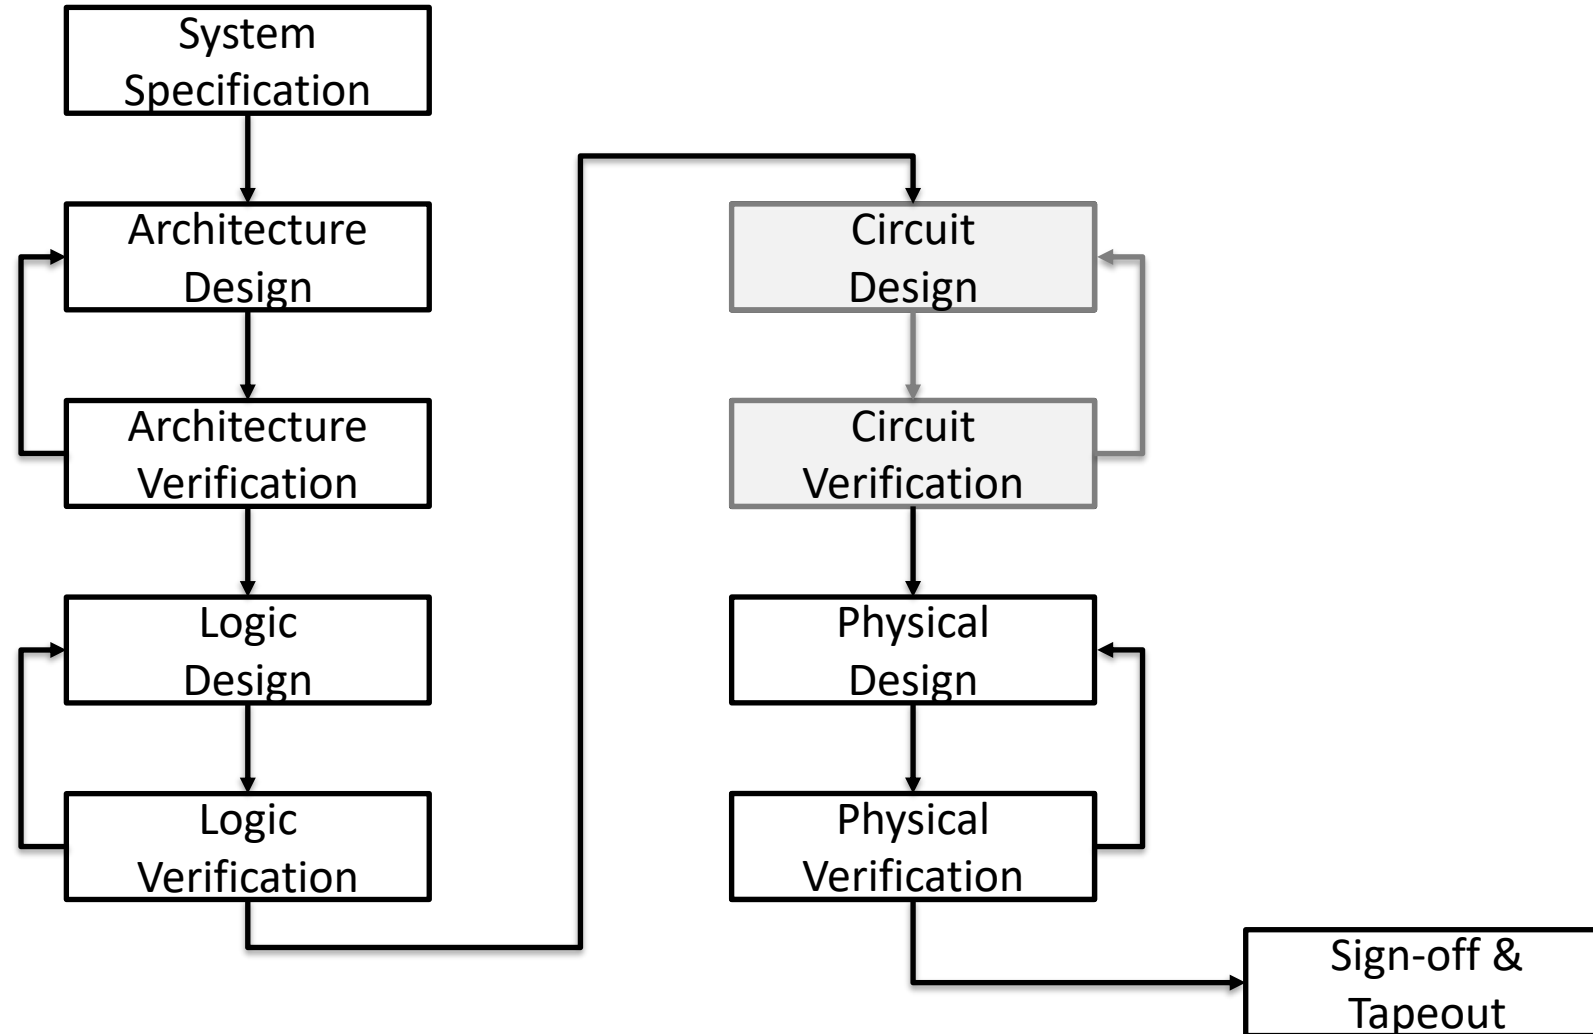 System
Specification
Architecture
Design
Architecture
Verification
Logic
Design
Logic
Verification
Circuit
Design
Circuit
Verification
Physical
Design
Physical
Verification
Sign-off &
Tapeout